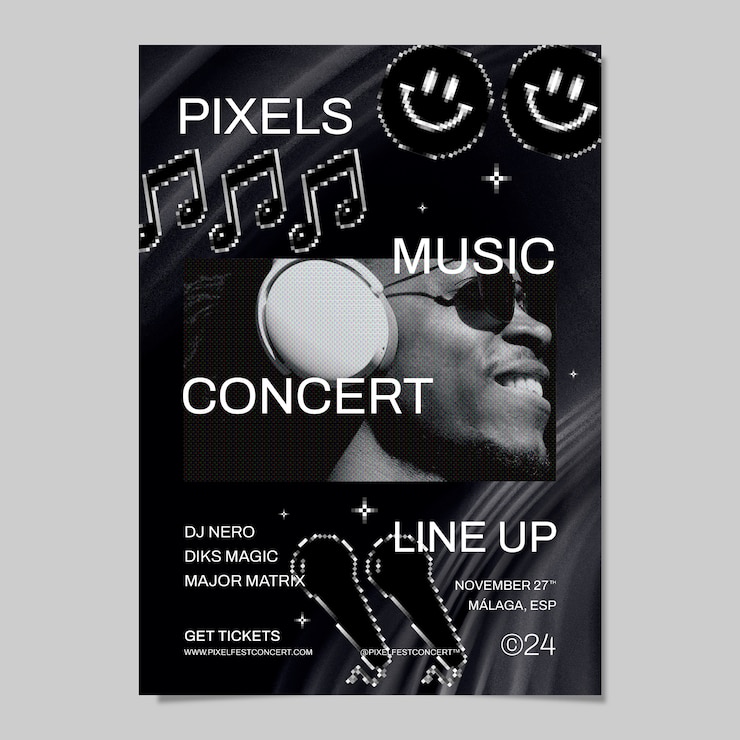 PIXELS
MUSIC
CONCERT
LINE UP
DJ NERO
DIKS MAGIC
MAJOR MATRIX
NOVEMBER 27TH
MÁLAGA, ESP
GET TICKETS
WWW.PIXELFESTCONCERT.COM
@PIXELFESTCONCERT™
©24